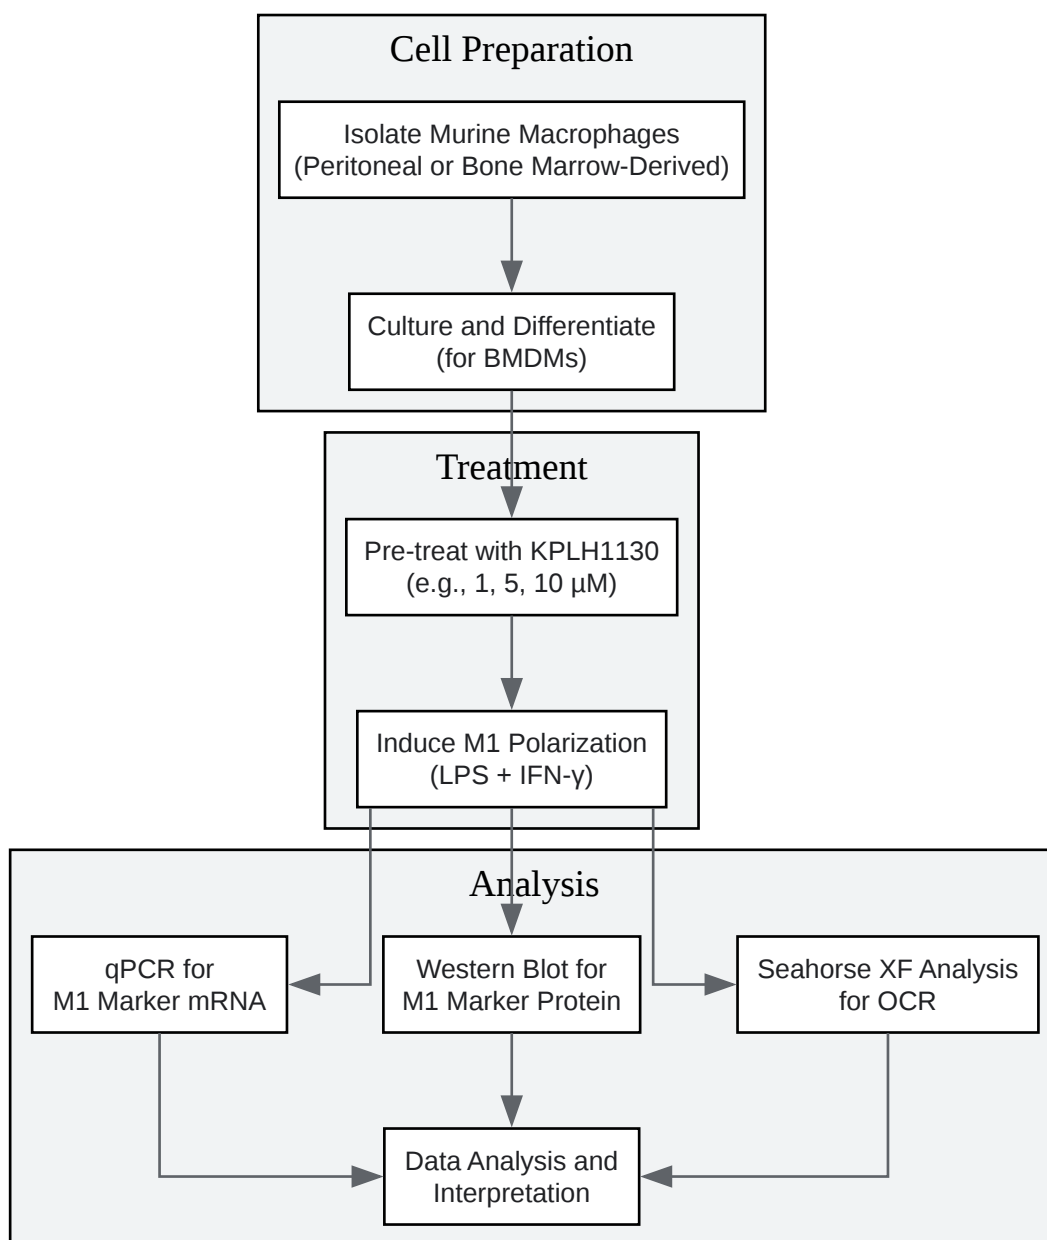 Cell Preparation
Isolate Murine Macrophages
(Peritoneal or Bone Marrow-Derived)
Culture and Differentiate
(for BMDMs)
Treatment
Pre-treat with KPLH1130
(e.g., 1, 5, 10 µM)
Induce M1 Polarization
(LPS + IFN-γ)
Analysis
qPCR for
M1 Marker mRNA
Western Blot for
M1 Marker Protein
Seahorse XF Analysis
for OCR
Data Analysis and
Interpretation